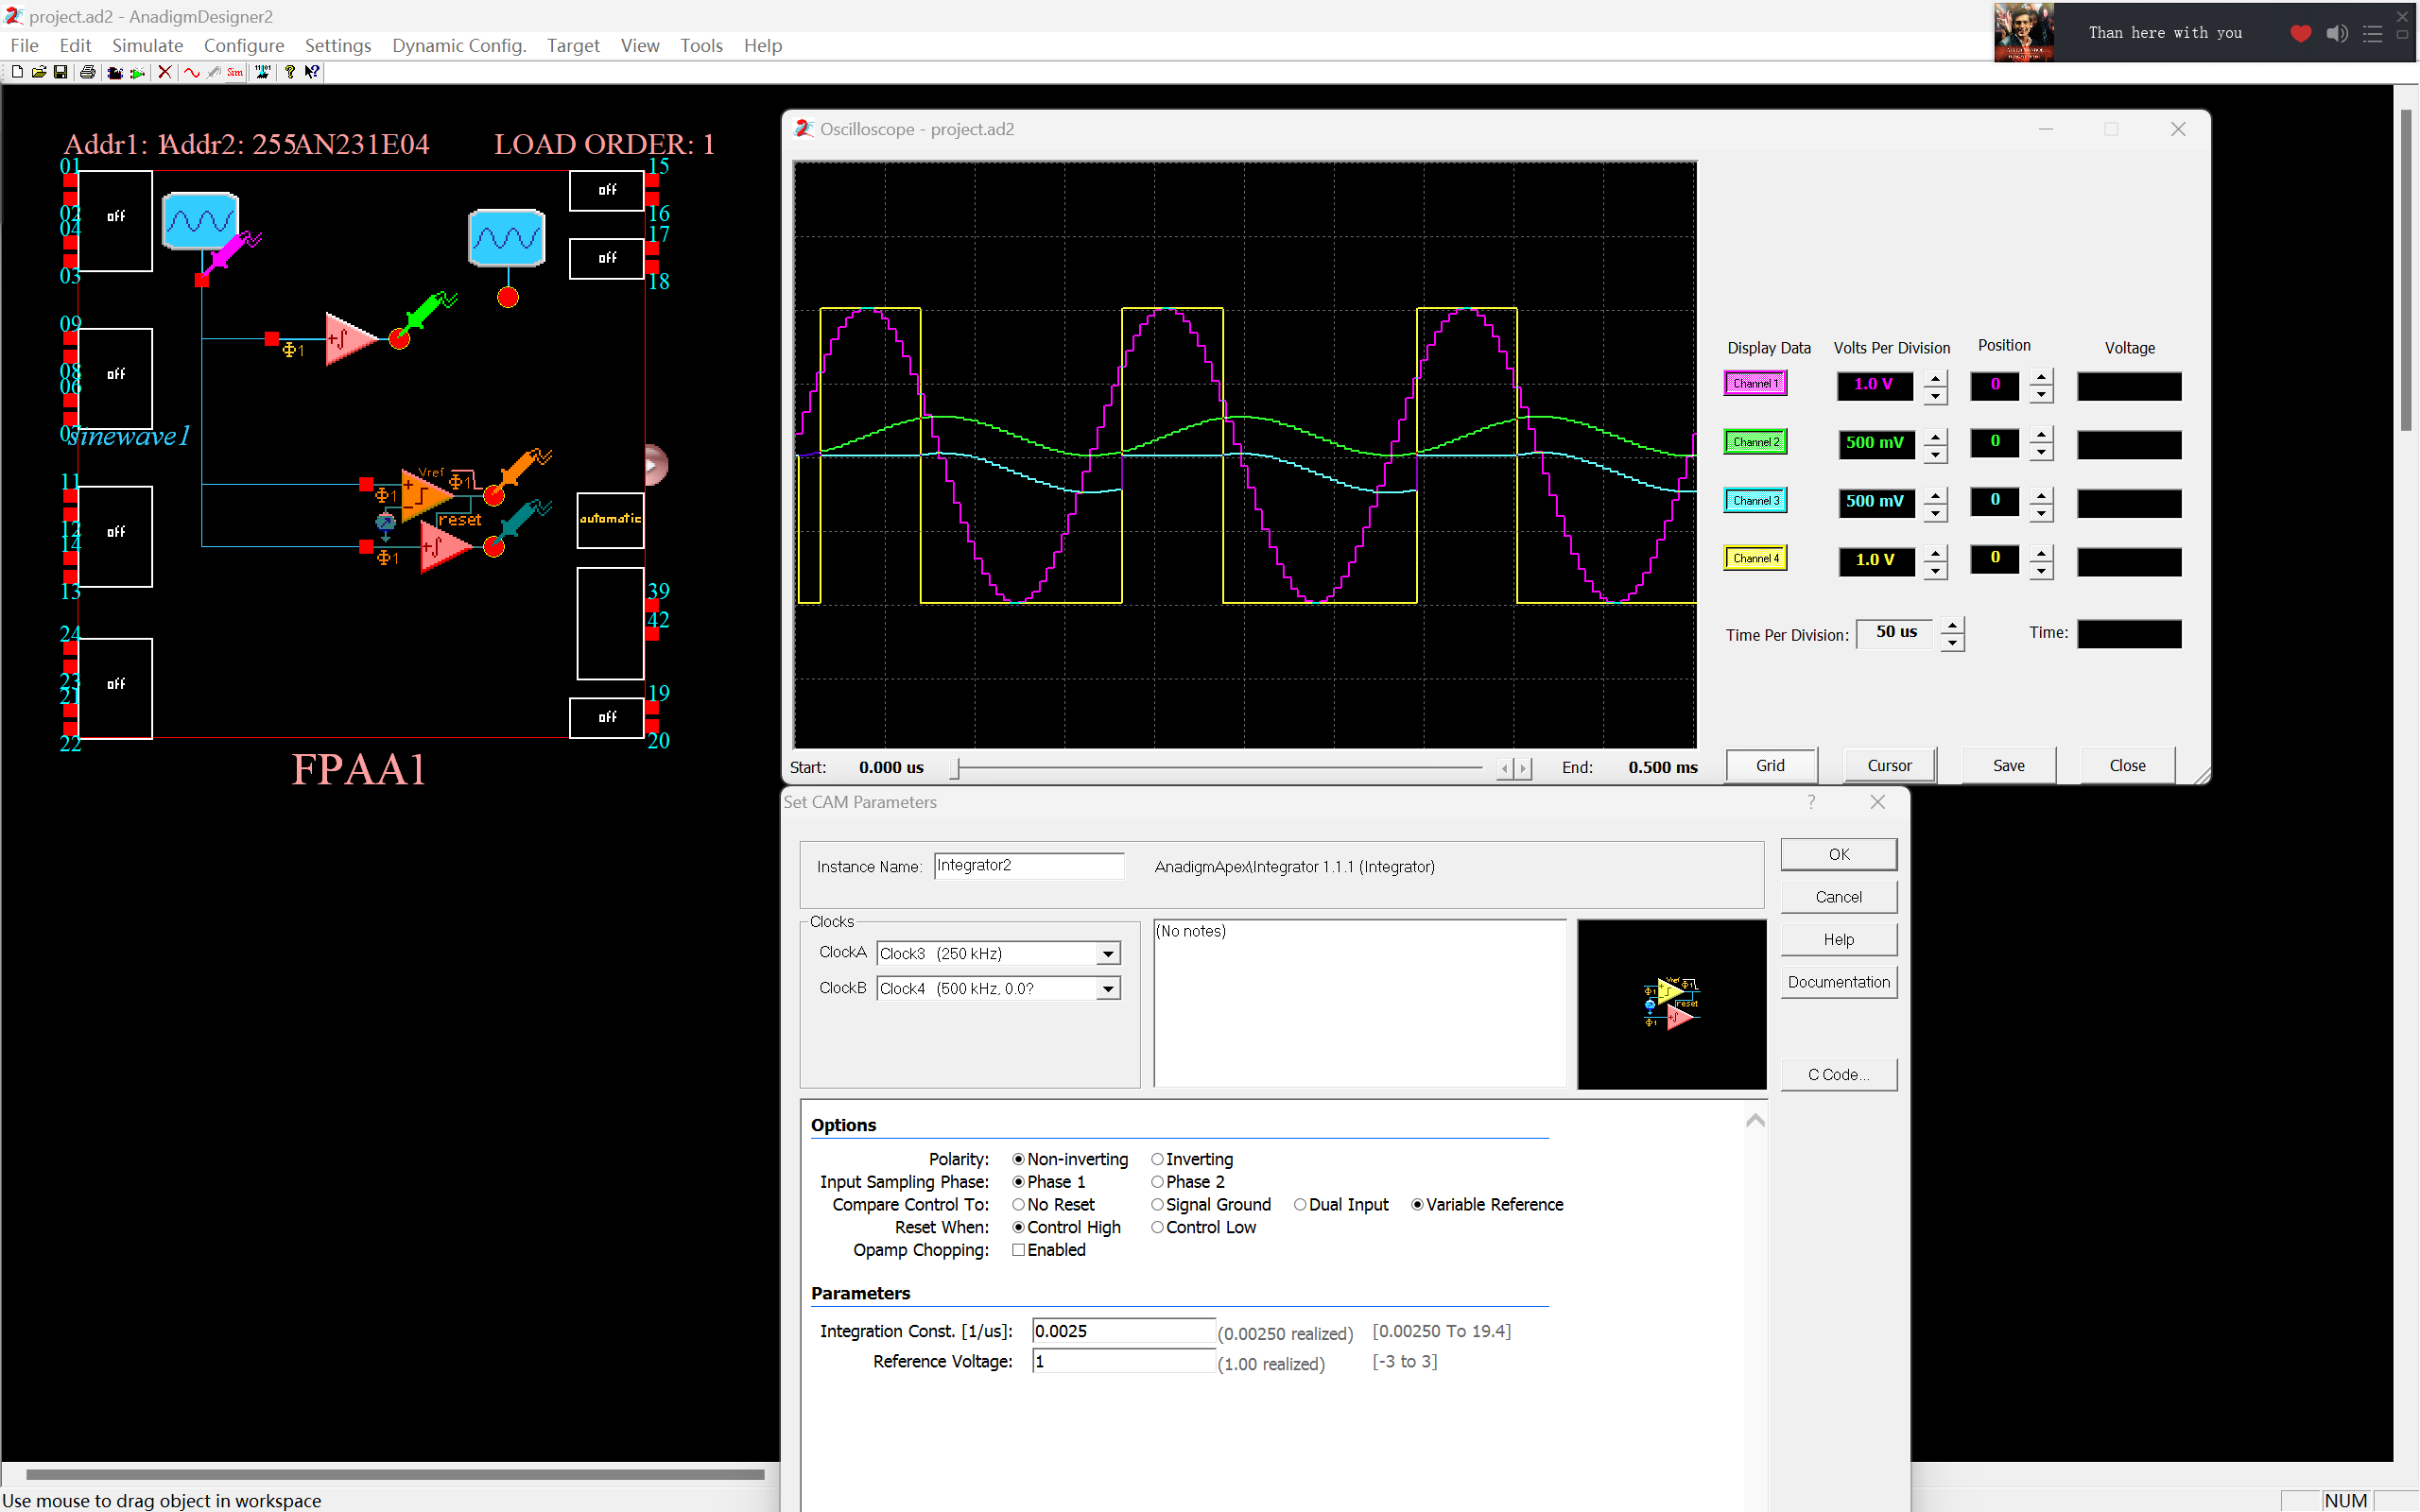 project.ad2 - AnadigmDesigner2
File Edit Simulate Configure Settings Dynamic Config. Target View Tools Help
Than here with you
Sim
Addr1: 1 Addr2: 255 AN231E04 LOAD ORDER: 1
01
02
04
03
09
08
06
07
11
12
14
13
24
23
21
22
15
16
17
18
39
42
19
20
off
off
off
off
off
off
off
off
automatic
sinewave1
Φ1
Vref
Φ1
Φ1
reset
Φ1
FPAA1
Oscilloscope - project.ad2
Display Data Volts Per Division Position Voltage
Channel 1 1.0 V 0
Channel 2 500 mV 0
Channel 3 500 mV 0
Channel 4 1.0 V 0
Time Per Division: 50 us Time:
Start: 0.000 us End: 0.500 ms
Grid Cursor Save Close
Set CAM Parameters
Instance Name: Integrator2 AnadigmApex\Integrator 1.1.1 (Integrator)
OK
Cancel
Help
Documentation
C Code...
Clocks
ClockA Clock3 (250 kHz)
ClockB Clock4 (500 kHz, 0.0?
(No notes)
Vref
Φ1
Φ1
reset
Φ1
Options
Polarity: Non-inverting Inverting
Input Sampling Phase: Phase 1 Phase 2
Compare Control To: No Reset Signal Ground Dual Input Variable Reference
Reset When: Control High Control Low
Opamp Chopping: Enabled
Parameters
Integration Const. [1/us]: 0.0025 (0.00250 realized) [0.00250 To 19.4]
Reference Voltage: 1 (1.00 realized) [-3 to 3]
Use mouse to drag object in workspace
NUM